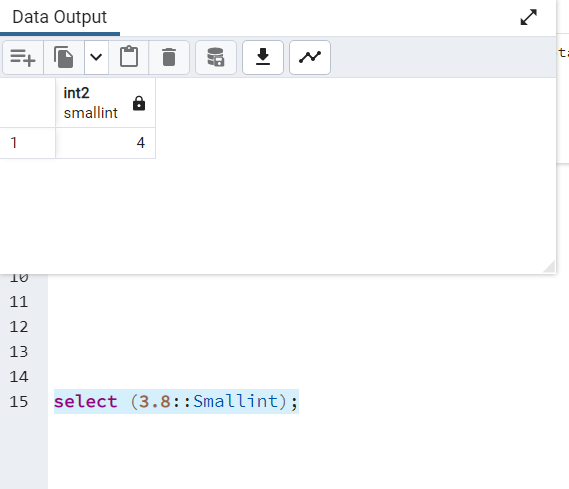 Data Output
int2
smallint
1 4
10
11
12
13
14
15 select (3.8::Smallint);